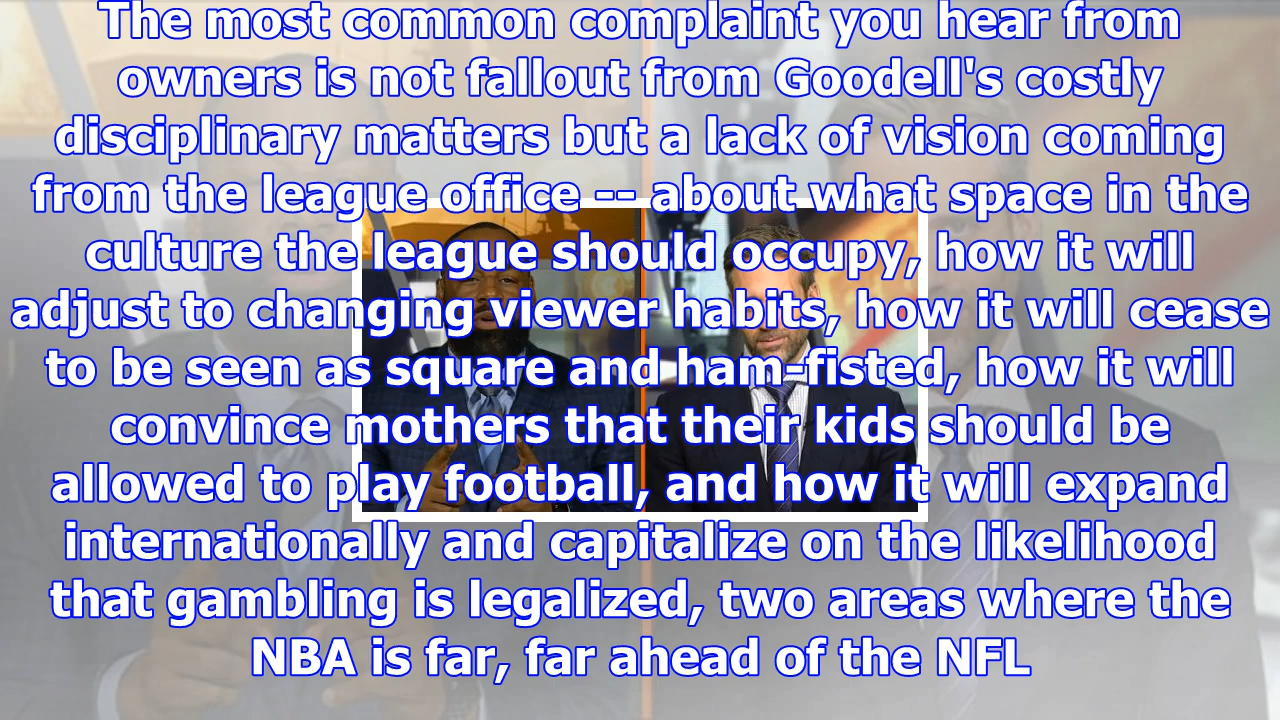 The most common complaint you hear from
owners is not fallout from Goodell's costly
disciplinary matters but a lack of vision coming
from the league office -- about what space in the
culture the league should occupy, how it will
adjust to changing viewer habits, how it will cease
to be seen as square and ham-fisted, how it will
convince mothers that their kids should be
allowed to play football, and how it will expand
internationally and capitalize on the likelihood
that gambling is legalized, two areas where the
NBA is far, far ahead of the NFL